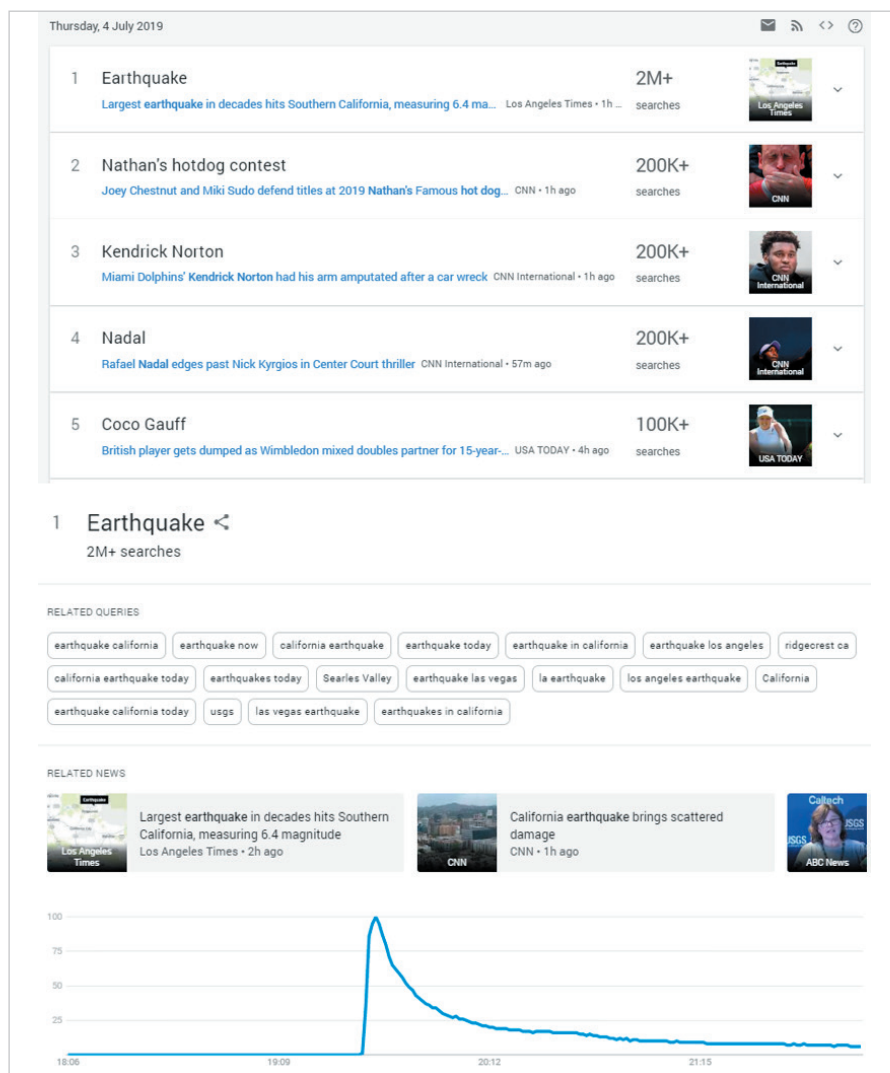 Thursday, 4 July 2019
1 Earthquake 2M+
Largest earthquake in decades hits Southern California, measuring 6.4 ma... Los Angeles Times • 1h ... searches
Los Angeles
Times
2 Nathan's hotdog contest 200K+
Joey Chestnut and Miki Sudo defend titles at 2019 Nathan's Famous hot dog... CNN • 1h ago searches
CNN
3 Kendrick Norton 200K+
Miami Dolphins' Kendrick Norton had his arm amputated after a car wreck CNN International • 1h ago searches
CNN
International
4 Nadal 200K+
Rafael Nadal edges past Nick Kyrgios in Center Court thriller CNN International • 57m ago searches
CNN
International
5 Coco Gauff 100K+
British player gets dumped as Wimbledon mixed doubles partner for 15-year-... USA TODAY • 4h ago searches
USA TODAY
1 Earthquake
2M+ searches
RELATED QUERIES
earthquake california earthquake now california earthquake earthquake today earthquake in california earthquake los angeles ridgecrest ca
california earthquake today earthquakes today Searles Valley earthquake las vegas la earthquake los angeles earthquake California
earthquake california today usgs las vegas earthquake earthquakes in california
RELATED NEWS
Earthquake
Los Angeles
Times
Largest earthquake in decades hits Southern
California, measuring 6.4 magnitude
Los Angeles Times • 2h ago
CNN
California earthquake brings scattered
damage
CNN • 1h ago
Caltech
USGS
USGS
ABC News
100
75
50
25
18:06 19:09 20:12 21:15